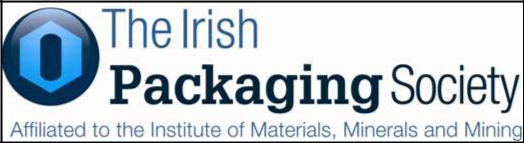 The Irish
Packaging Society
Affiliated to the Institute of Materials, Minerals and Mining